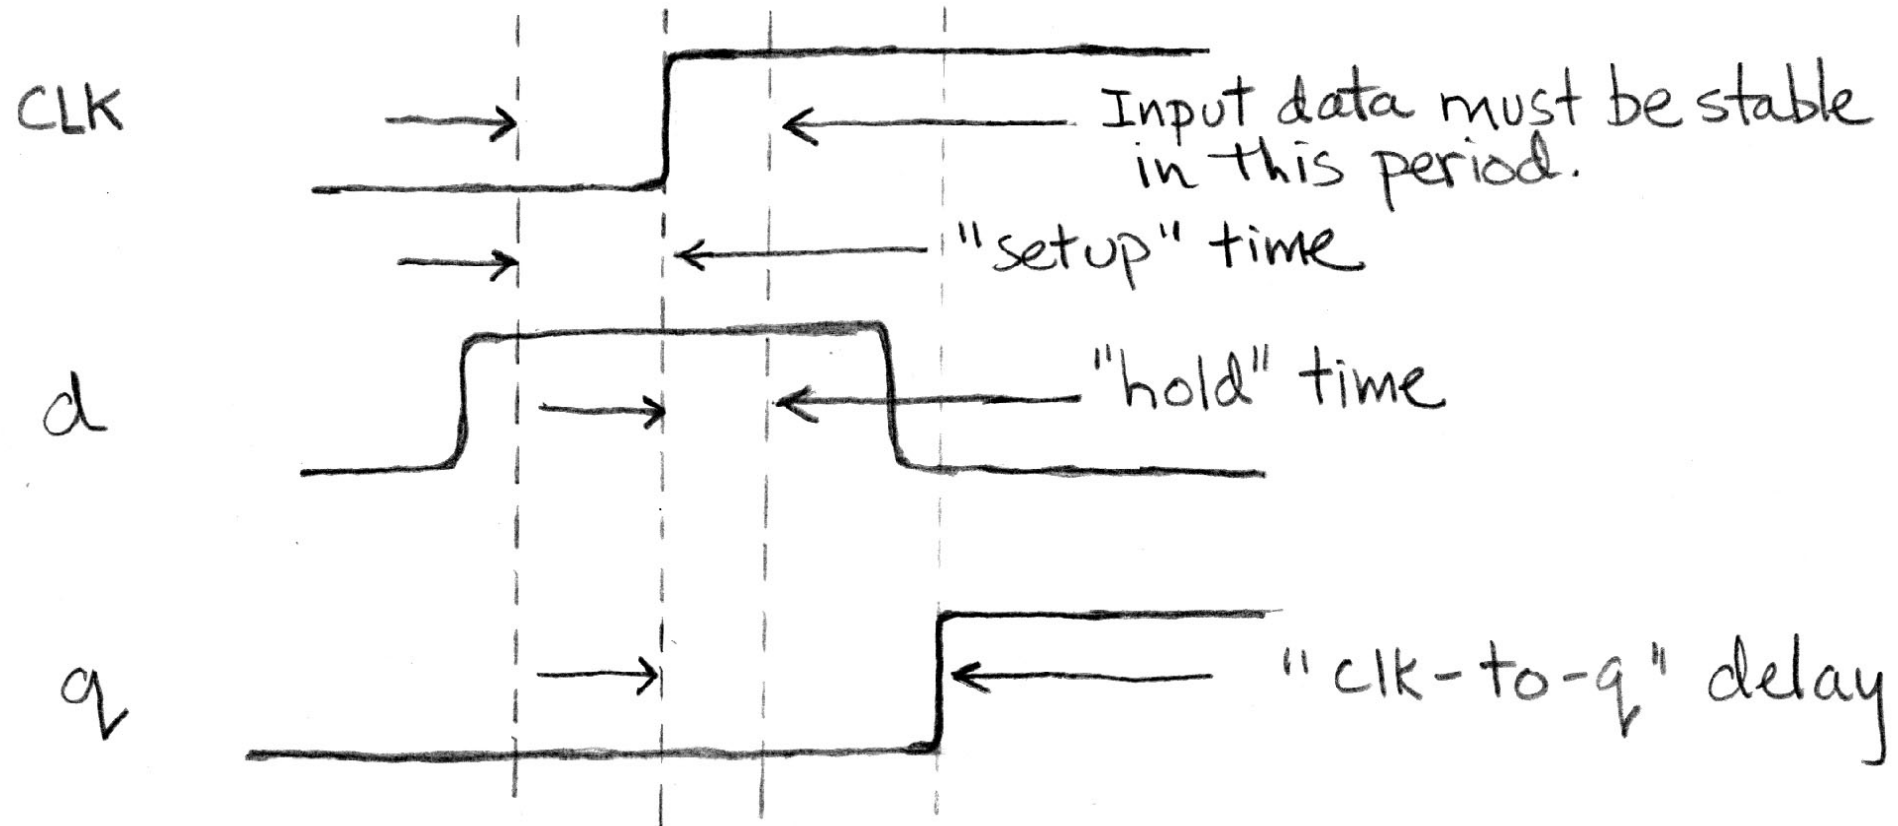 CLK
Input data must be stable
in this period.
"setup" time
d
"hold" time
q
"clk-to-q" delay